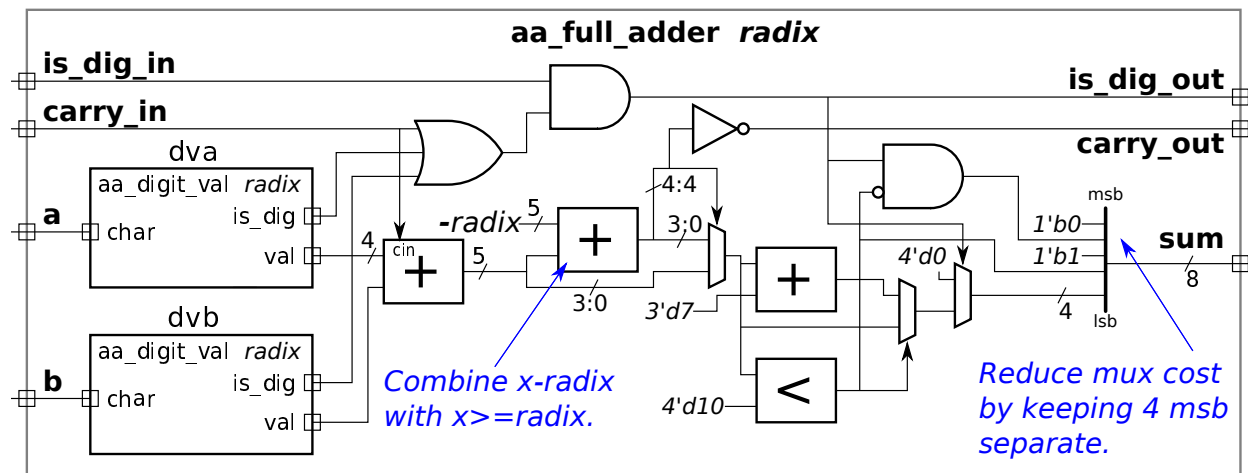 aa_full_adder radix
is_dig_in
is_dig_out
carry_in
carry_out
dva
aa_digit_val radix
is_dig
a
char
val
4
cin
+
5
-radix
5
+
3:0
4:4
3:0
3'd7
+
4'd10
<
4'd0
msb
1'b0
1'b1
4
lsb
sum
8
dvb
aa_digit_val radix
is_dig
b
char
val
Combine x-radix
with x>=radix.
Reduce mux cost
by keeping 4 msb
separate.